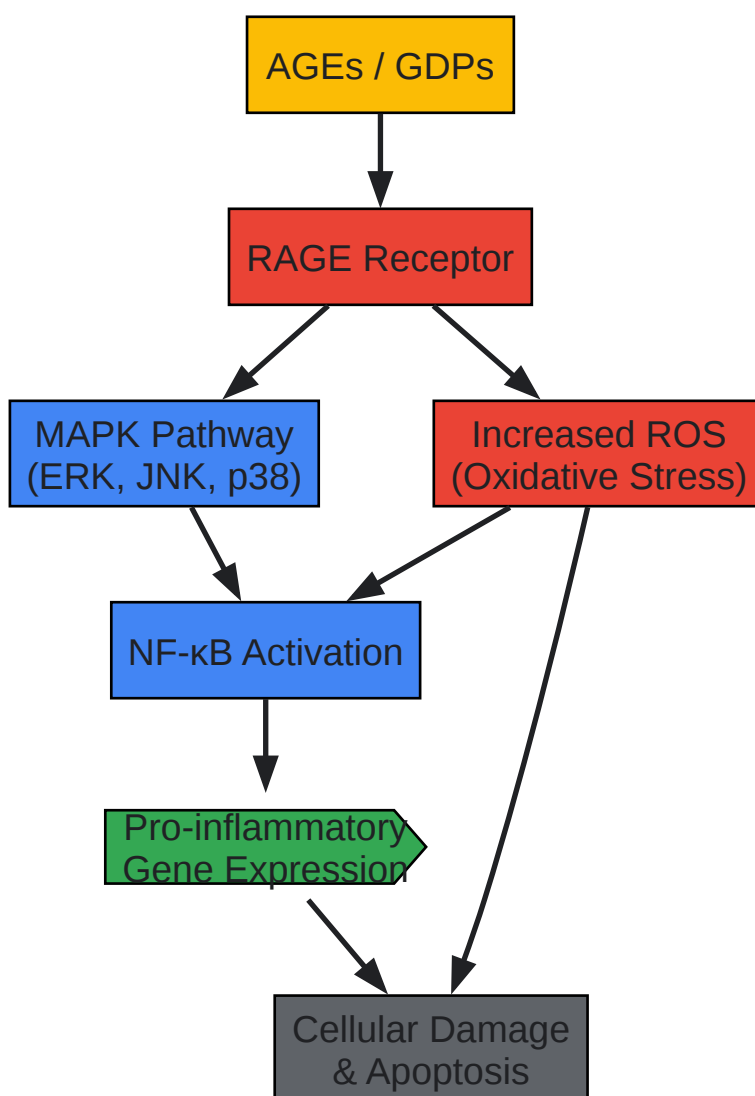 AGEs / GDPs
RAGE Receptor
MAPK Pathway
(ERK, JNK, p38)
Increased ROS
(Oxidative Stress)
NF-κB Activation
Pro-inflammatory
Gene Expression
Cellular Damage
& Apoptosis